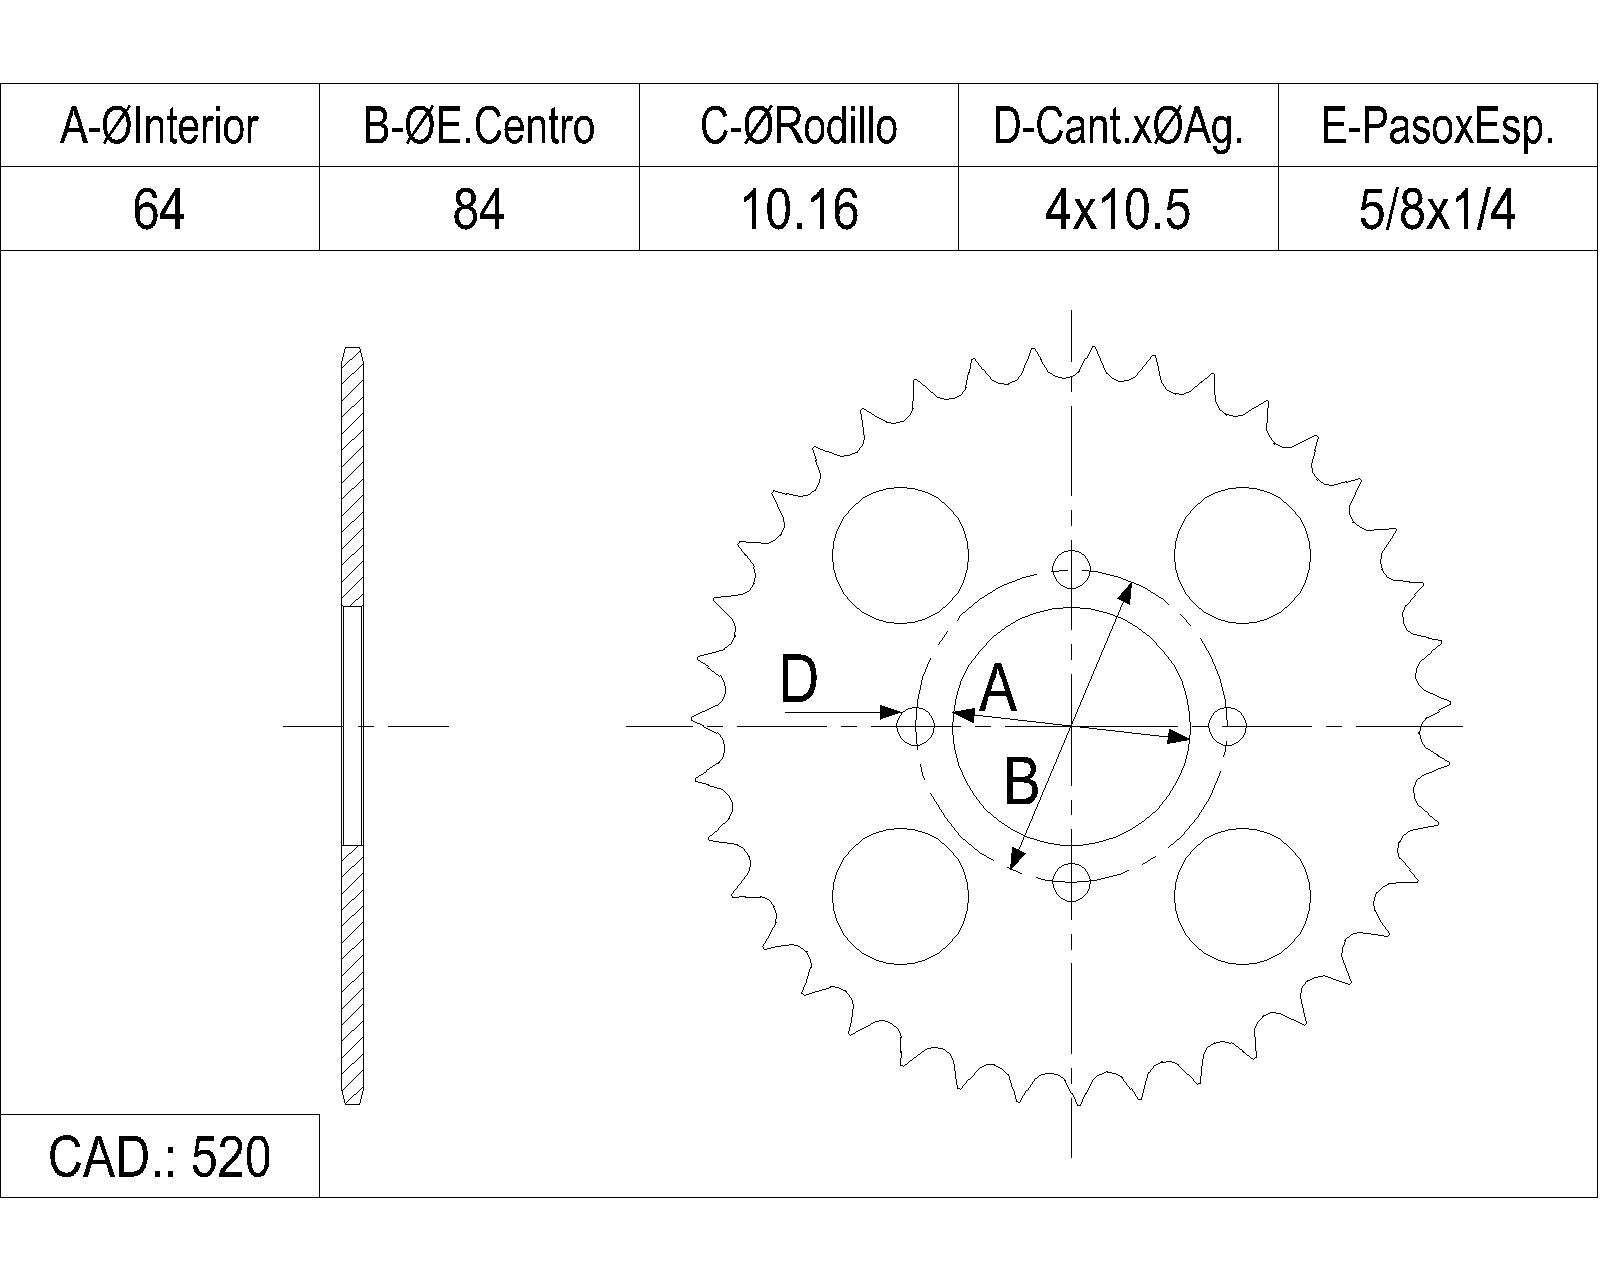 A-ØInterior B-ØE.Centro C-ØRodillo D-Cant.xØAg. E-PasoxEsp.
64 84 10.16 4x10.5 5/8x1/4
D A
B
CAD.: 520